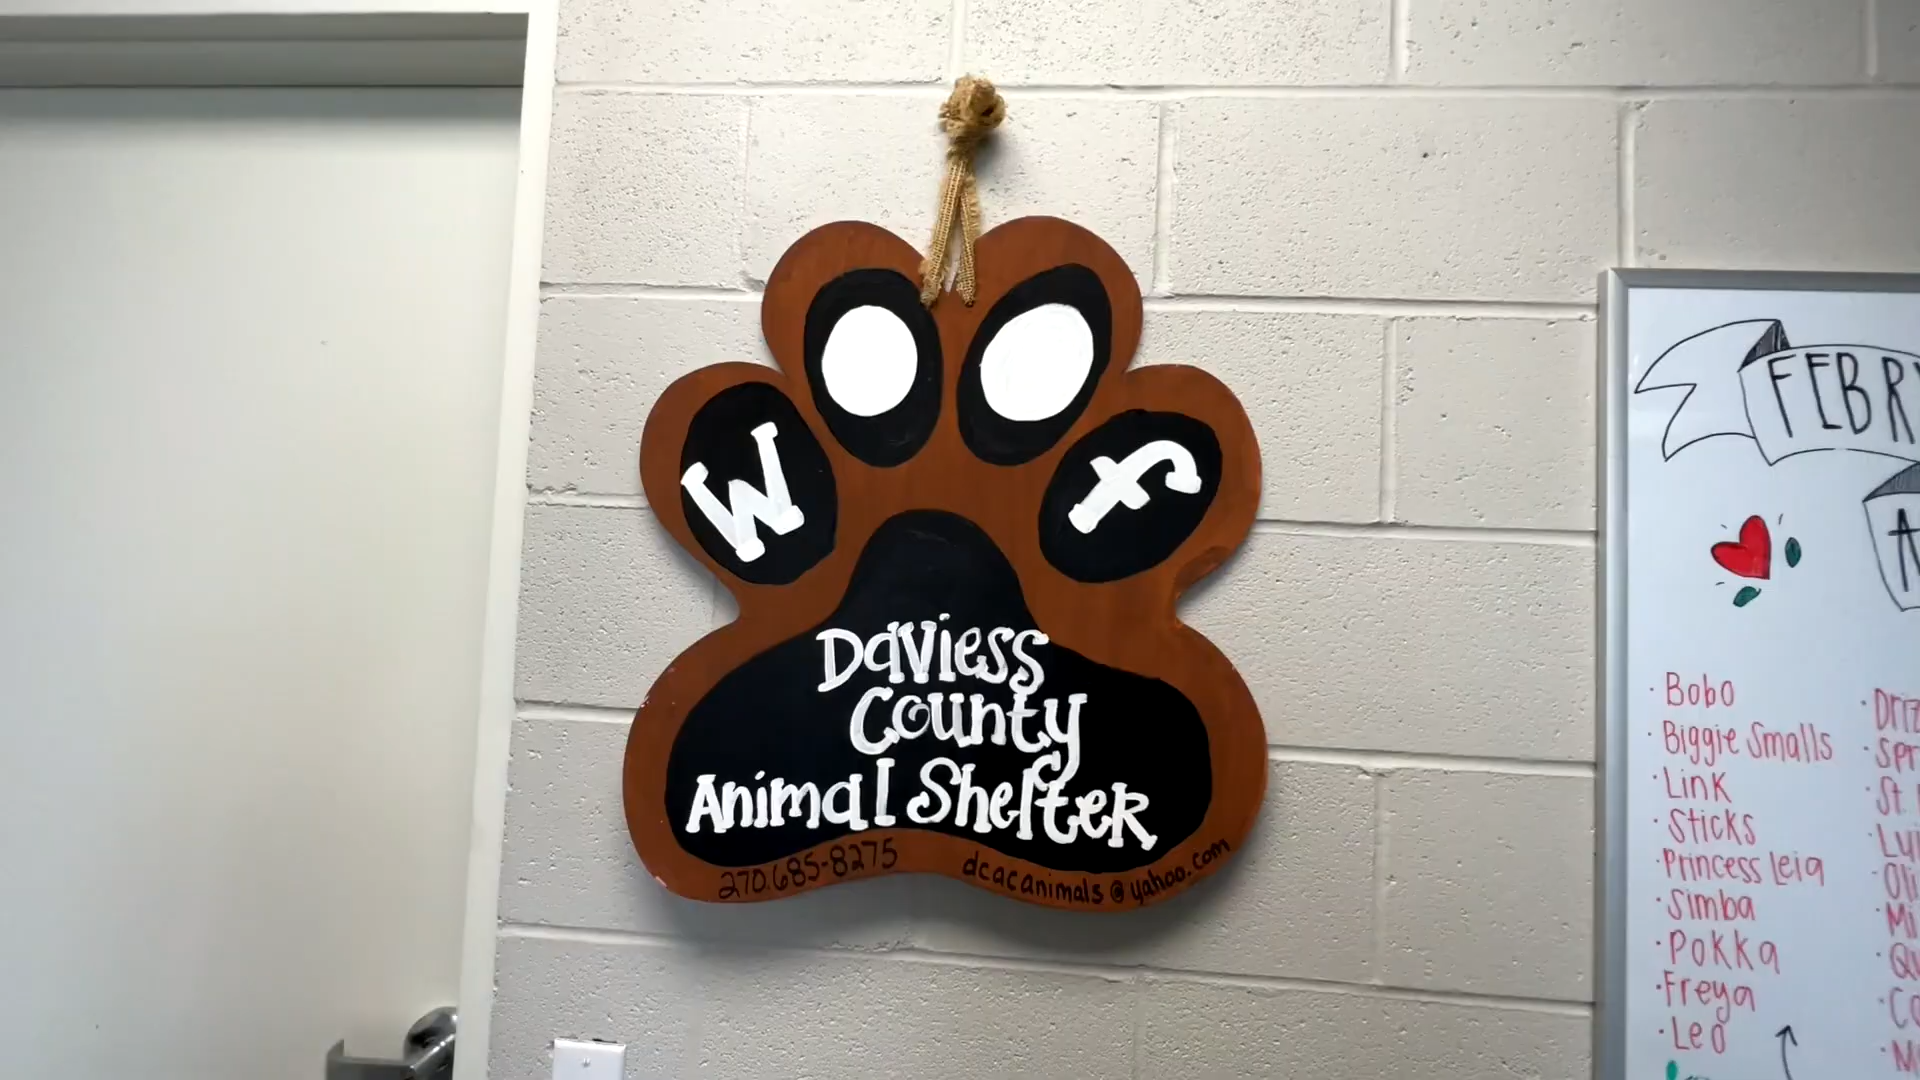 W f
Daviess
County
Animal Shelter
270.685-8275 dcacanimals@yahoo.com
· Bobo
· Biggie Smalls
· Link
· Sticks
· Princess Leia
· Simba
· Pokka
· Freya
· Leo